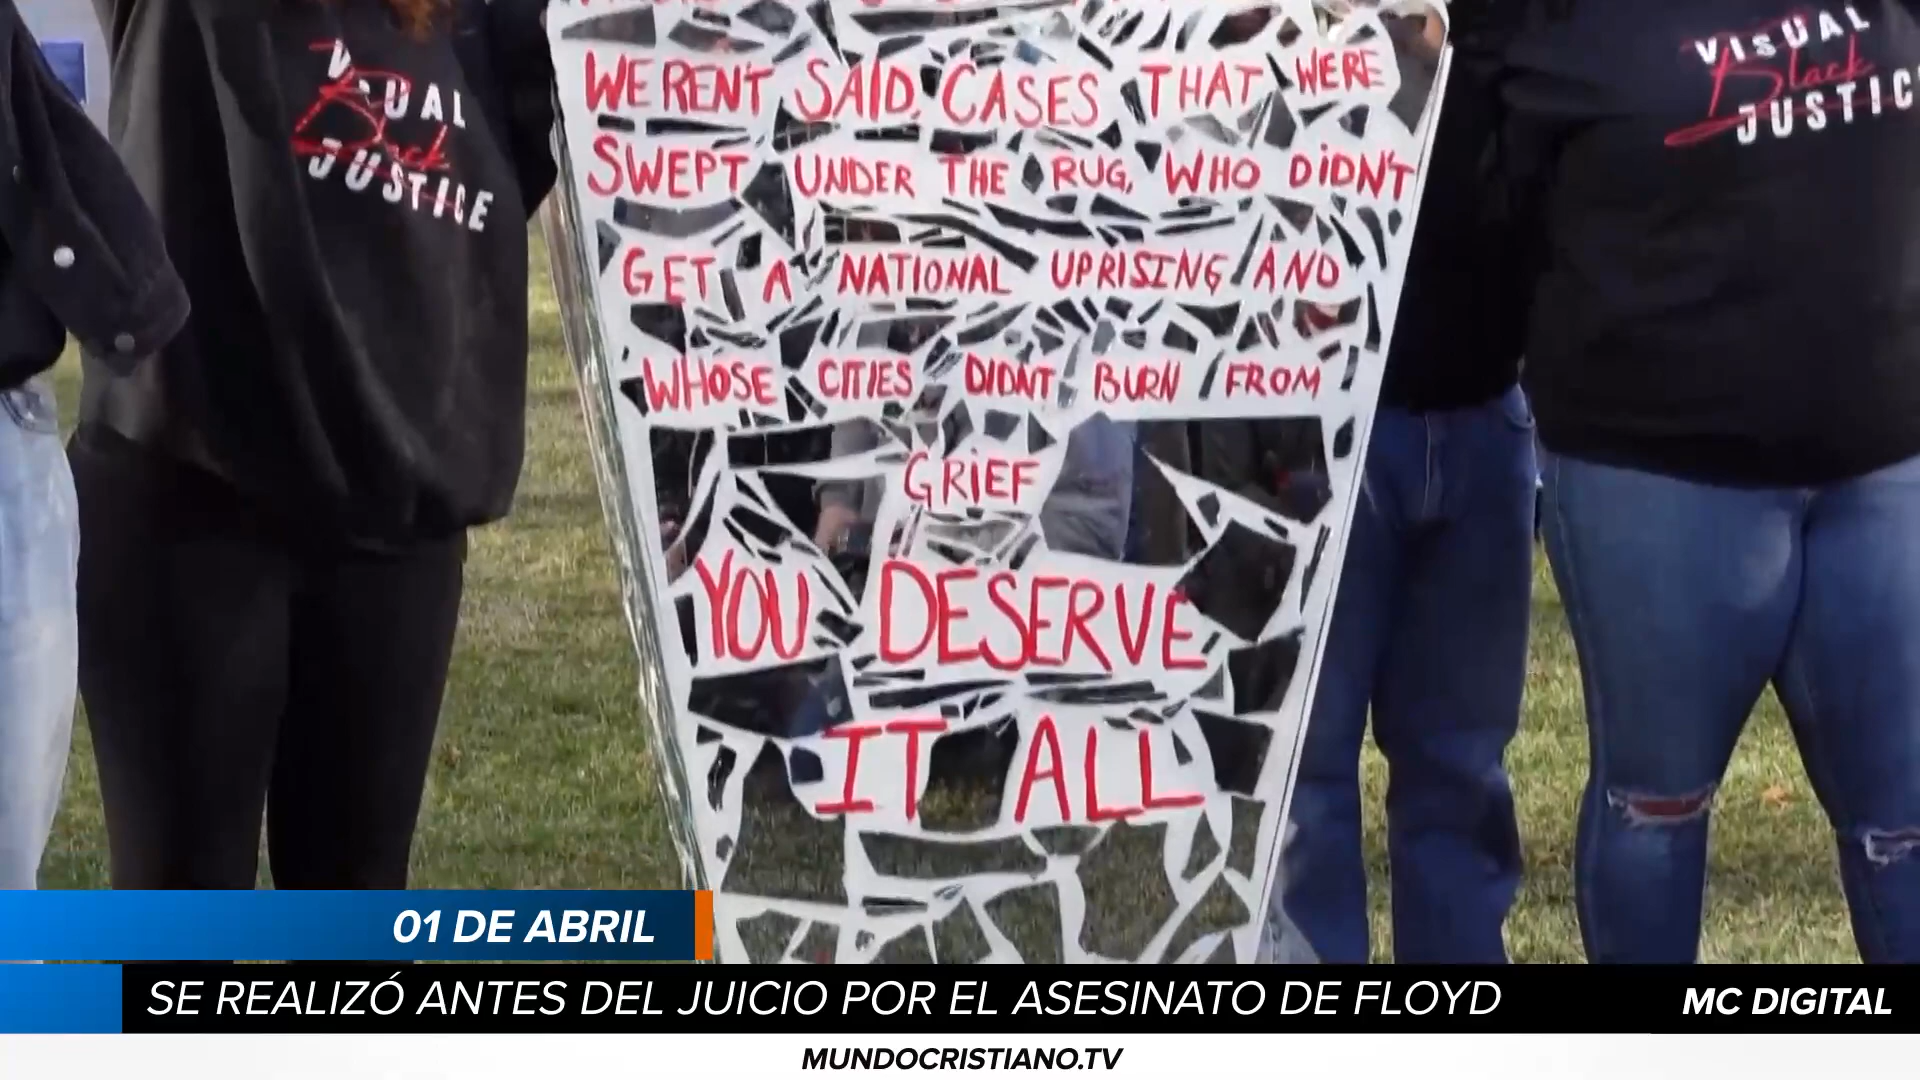 VISUAL
Black
JUSTICE
WEREN'T SAID, CASES THAT WERE
SWEPT UNDER THE RUG, WHO DIDN'T
GET A NATIONAL UPRISING AND
WHOSE CITIES DIDN'T BURN FROM
GRIEF
YOU DESERVE
IT ALL
VISUAL
Black
JUSTIC
01 DE ABRIL
SE REALIZÓ ANTES DEL JUICIO POR EL ASESINATO DE FLOYD
MC DIGITAL
MUNDOCRISTIANO.TV